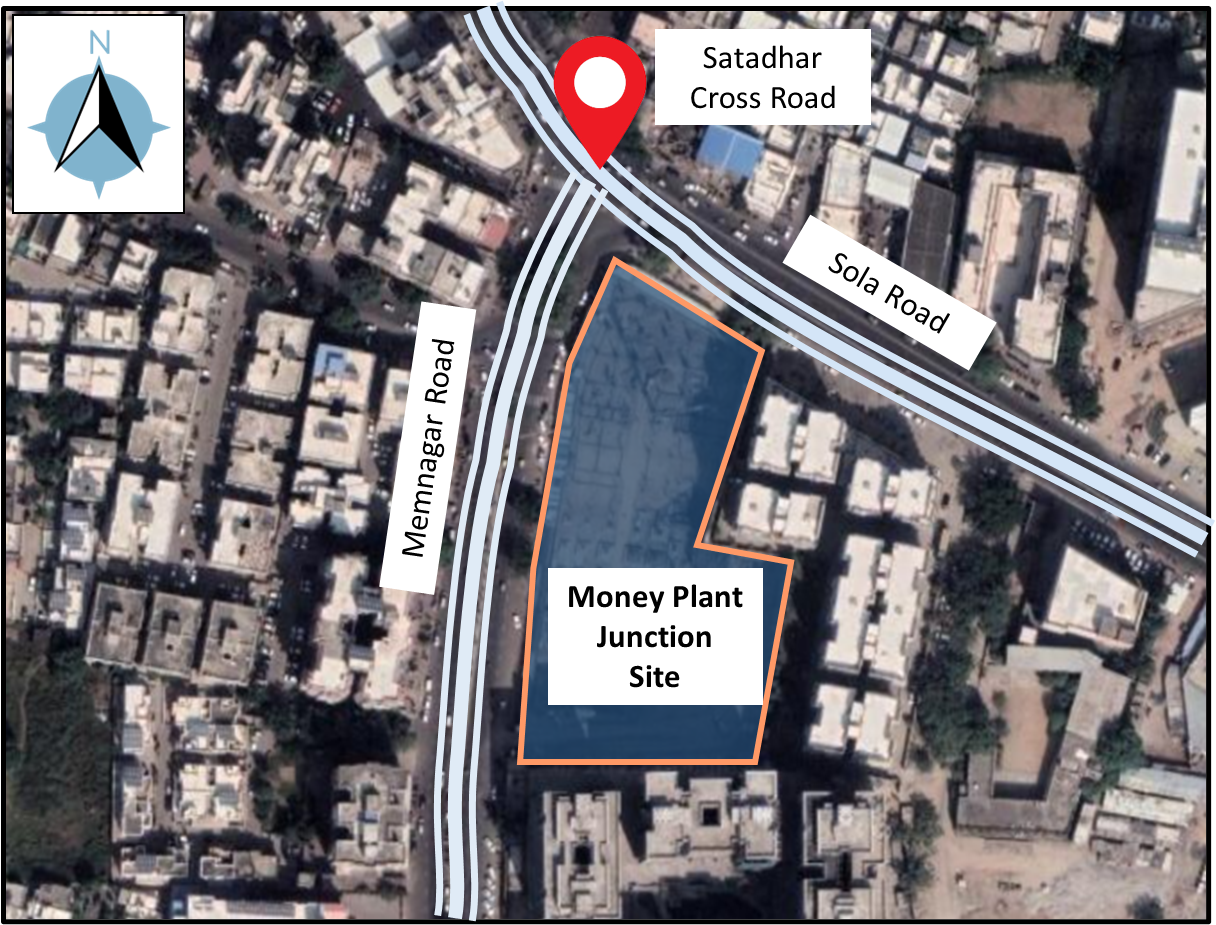 N
Satadhar
Cross Road
Sola Road
Memnagar Road
Money Plant
Junction
Site